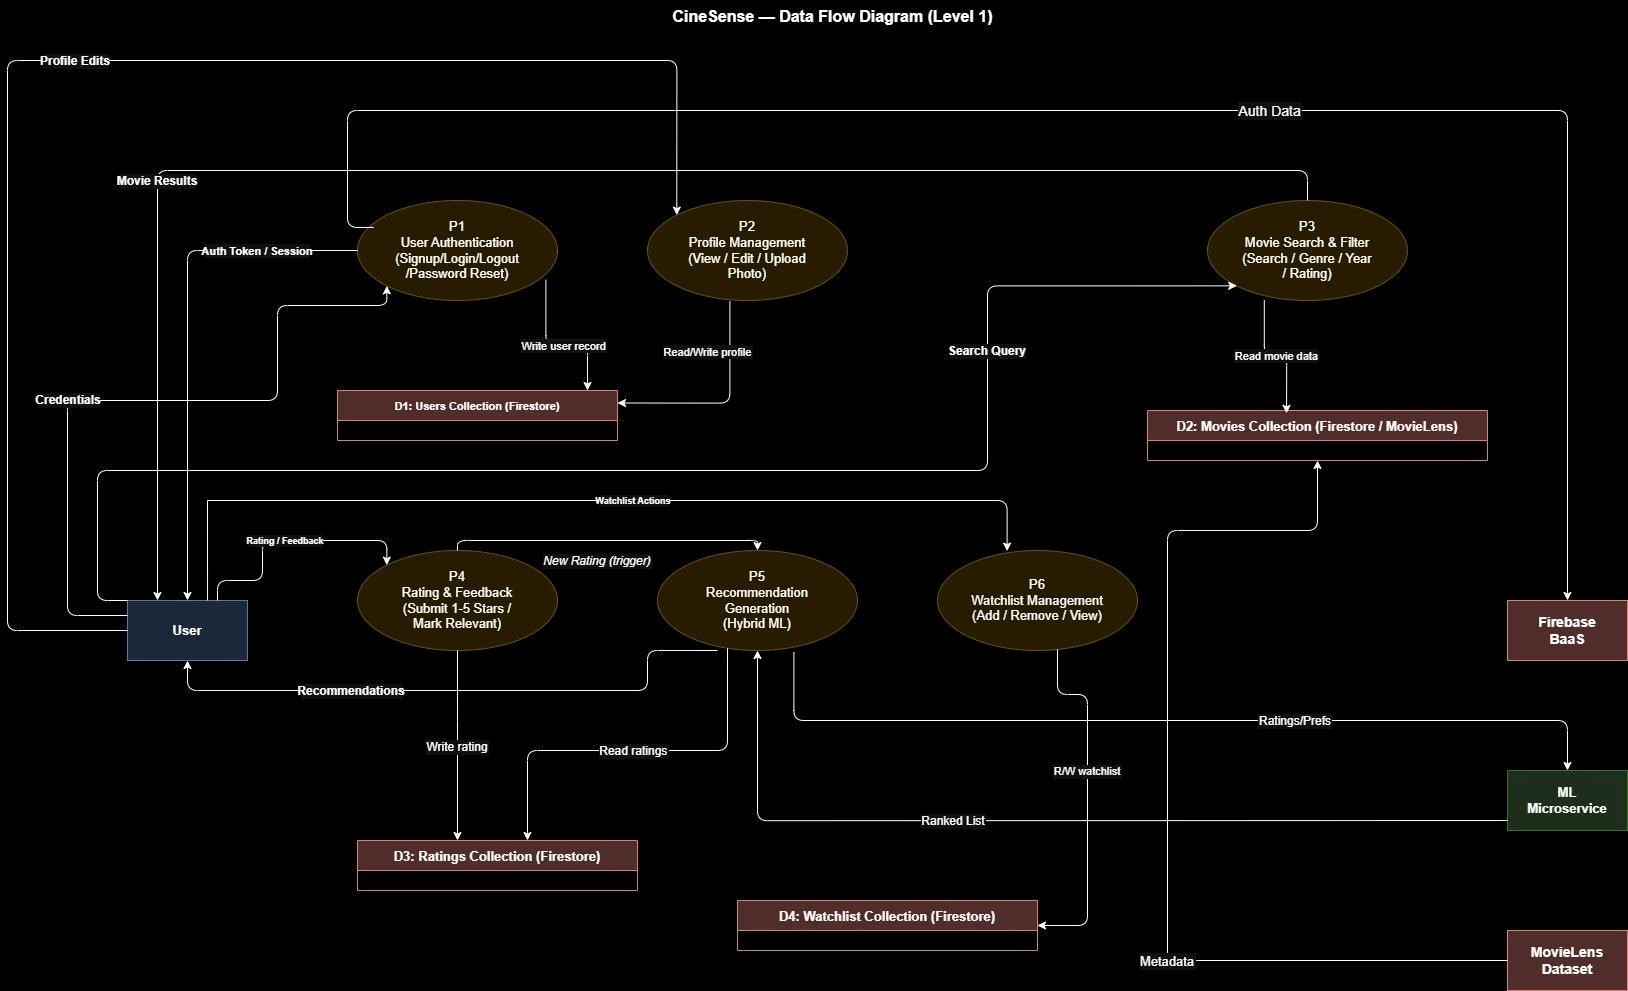 CineSense — Data Flow Diagram (Level 1)
Profile Edits
Auth Data
Movie Results
P1
User Authentication
(Signup/Login/Logout
/Password Reset)
P2
Profile Management
(View / Edit / Upload
Photo)
P3
Movie Search & Filter
(Search / Genre / Year
/ Rating)
Auth Token / Session
Write user record
Read/Write profile
Search Query
Read movie data
Credentials
D1: Users Collection (Firestore)
D2: Movies Collection (Firestore / MovieLens)
Watchlist Actions
Rating / Feedback
New Rating (trigger)
P4
Rating & Feedback
(Submit 1-5 Stars /
Mark Relevant)
P5
Recommendation
Generation
(Hybrid ML)
P6
Watchlist Management
(Add / Remove / View)
User
Firebase
BaaS
Recommendations
Ratings/Prefs
Write rating
Read ratings
R/W watchlist
ML
Microservice
Ranked List
D3: Ratings Collection (Firestore)
D4: Watchlist Collection (Firestore)
Metadata
MovieLens
Dataset